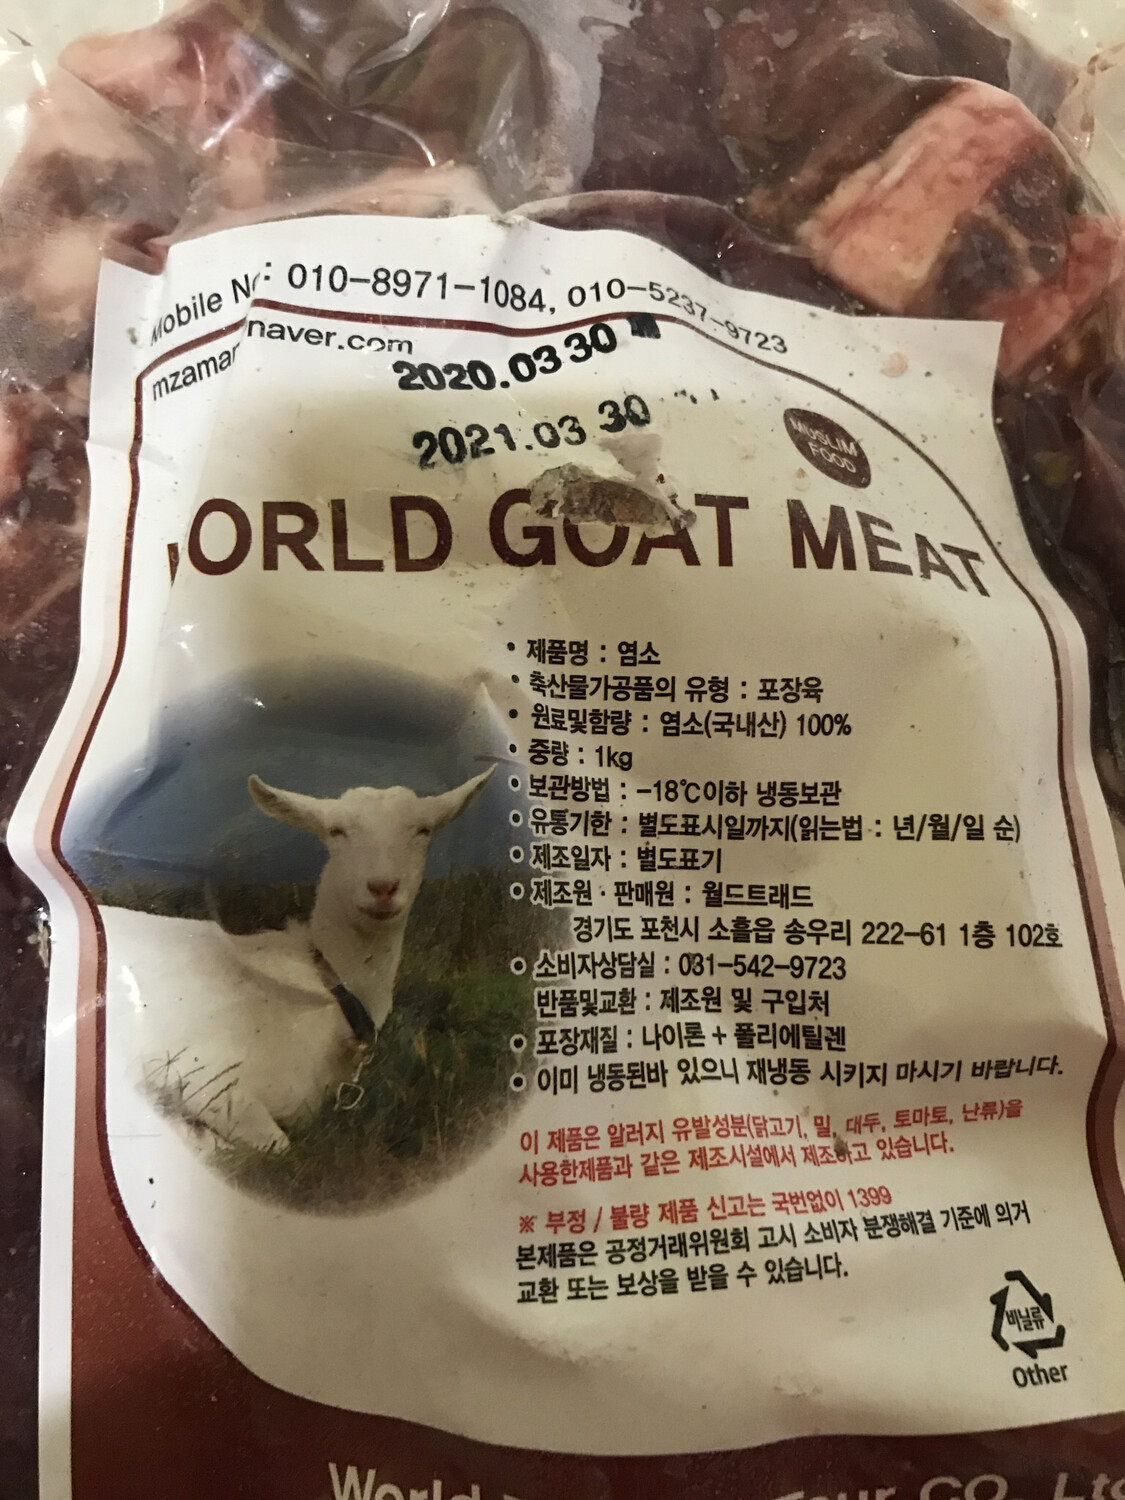 Mobile No: 010-8971-1084, 010-5237-9723
naver.com
2020.03 30
2021.03 30
MUSLIM
FOOD
WORLD GOAT MEAT
• 제품명 : 염소
• 축산물가공품의 유형 : 포장육
• 원료및함량 : 염소(국내산) 100%
• 중량 : 1kg
• 보관방법 : -18℃이하 냉동보관
• 유통기한 : 별도표시일까지(읽는법 : 년/월/일 순)
• 제조일자 : 별도표기
• 제조원 · 판매원 : 월드트래드
경기도 포천시 소흘읍 송우리 222-61 1층 102호
• 소비자상담실 : 031-542-9723
반품및교환 : 제조원 및 구입처
• 포장재질 : 나이론 + 폴리에틸렌
• 이미 냉동된바 있으니 재냉동 시키지 마시기 바랍니다.
이 제품은 알러지 유발성분(닭고기, 밀, 대두, 토마토, 난류)을
사용한제품과 같은 제조시설에서 제조하고 있습니다.
※ 부정 / 불량 제품 신고는 국번없이 1399
본제품은 공정거래위원회 고시 소비자 분쟁해결 기준에 의거
교환 또는 보상을 받을 수 있습니다.
비닐류
Other
World Tour CO., Ltd